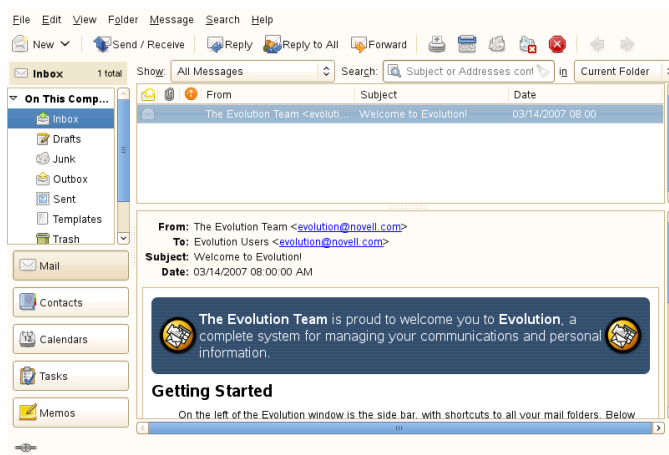 File Edit View Folder Message Search Help
New Send / Receive Reply Reply to All Forward
Inbox 1 total Show: All Messages Search: Subject or Addresses cont in Current Folder
On This Comp... From Subject Date
Inbox The Evolution Team <evoluti... Welcome to Evolution! 03/14/2007 08:00
Drafts
Junk
Outbox
Sent
Templates
Trash
From: The Evolution Team <evolution@novell.com>
To: Evolution Users <evolution@novell.com>
Subject: Welcome to Evolution!
Date: 03/14/2007 08:00:00 AM
Mail
Contacts
Calendars
Tasks
Memos
The Evolution Team is proud to welcome you to Evolution, a
complete system for managing your communications and personal
information.
Getting Started
On the left of the Evolution window is the side bar, with shortcuts to all your mail folders. Below